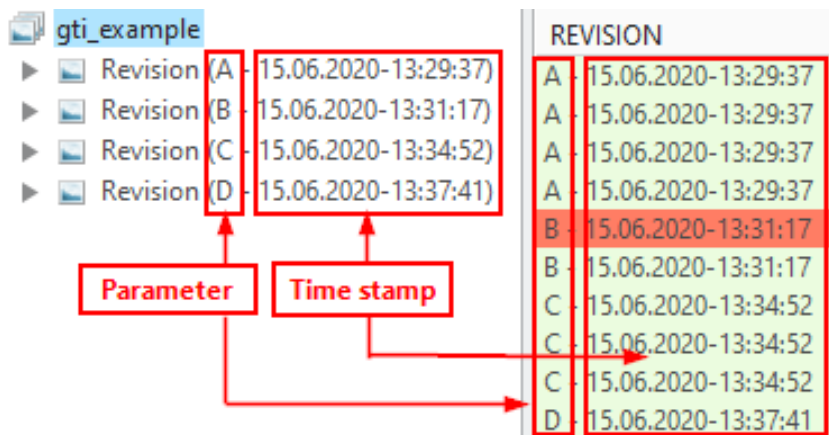 gti_example
Revision (A - 15.06.2020-13:29:37)
Revision (B - 15.06.2020-13:31:17)
Revision (C - 15.06.2020-13:34:52)
Revision (D - 15.06.2020-13:37:41)
Parameter
Time stamp
REVISION
A - 15.06.2020-13:29:37
A - 15.06.2020-13:29:37
A - 15.06.2020-13:29:37
A - 15.06.2020-13:29:37
B - 15.06.2020-13:31:17
B - 15.06.2020-13:31:17
C - 15.06.2020-13:34:52
C - 15.06.2020-13:34:52
C - 15.06.2020-13:34:52
D - 15.06.2020-13:37:41